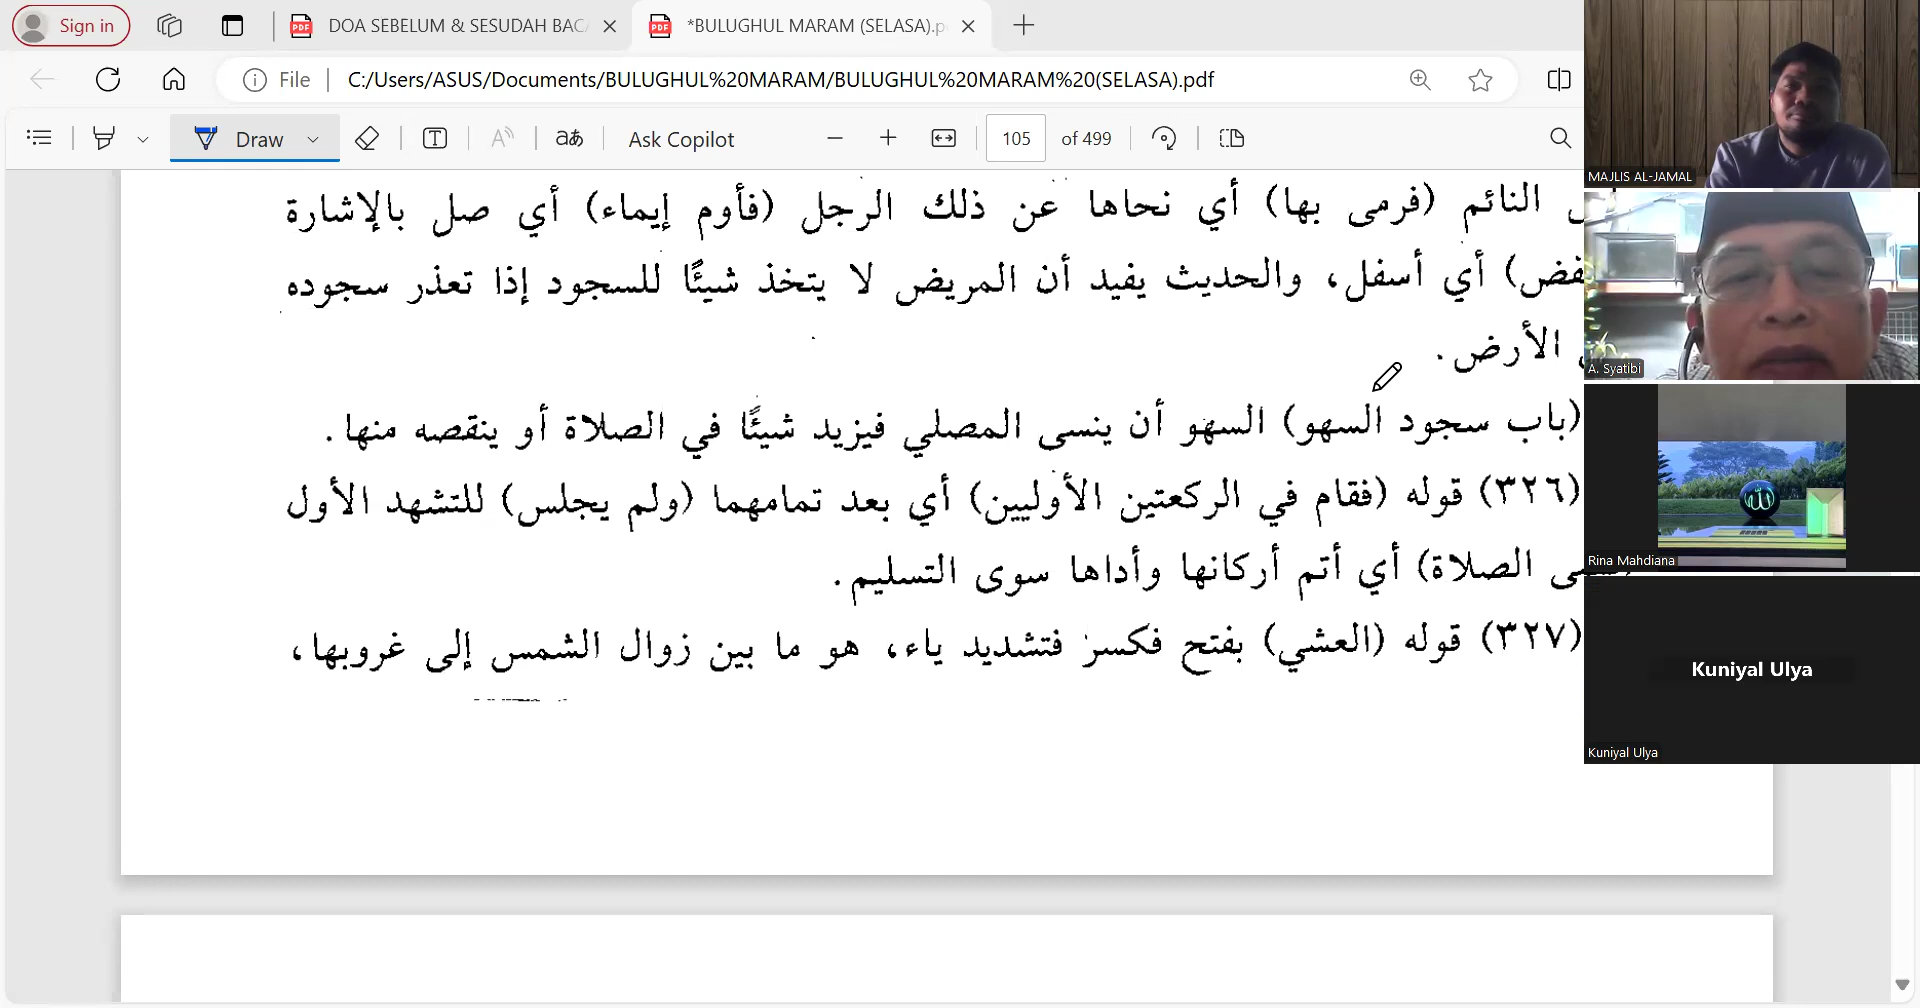 Sign in
DOA SEBELUM & SESUDAH BACA
*BULUGHUL MARAM (SELASA).p
File
C:/Users/ASUS/Documents/BULUGHUL%20MARAM/BULUGHUL%20MARAM%20(SELASA).pdf
Draw
Ask Copilot
105 of 499
النائم (فرمى بها) أي نحاها عن ذلك الرجل (فأوم إيماء) أي صل بالإشارة
أي أسفل، والحديث يفيد أن المريض لا يتخذ شيئًا للسجود إذا تعذر سجوده
الأرض.
(باب سجود السهو) السهو أن ينسى المصلي فيزيد شيئًا في الصلاة أو ينقصه منها.
(٣٢٦) قوله (فقام في الركعتين الأوليين) أي بعد تمامهما (ولم يجلس) للتشهد الأول
الصلاة) أي أتم أركانها وأداها سوى التسليم.
(٣٢٧) قوله (العشي) بفتح فكسر فتشديد ياء، هو ما بين زوال الشمس إلى غروبها،
MAJLIS AL-JAMAL
A. Syatibi
الله
Rina Mahdiana
Kuniyal Ulya
Kuniyal Ulya